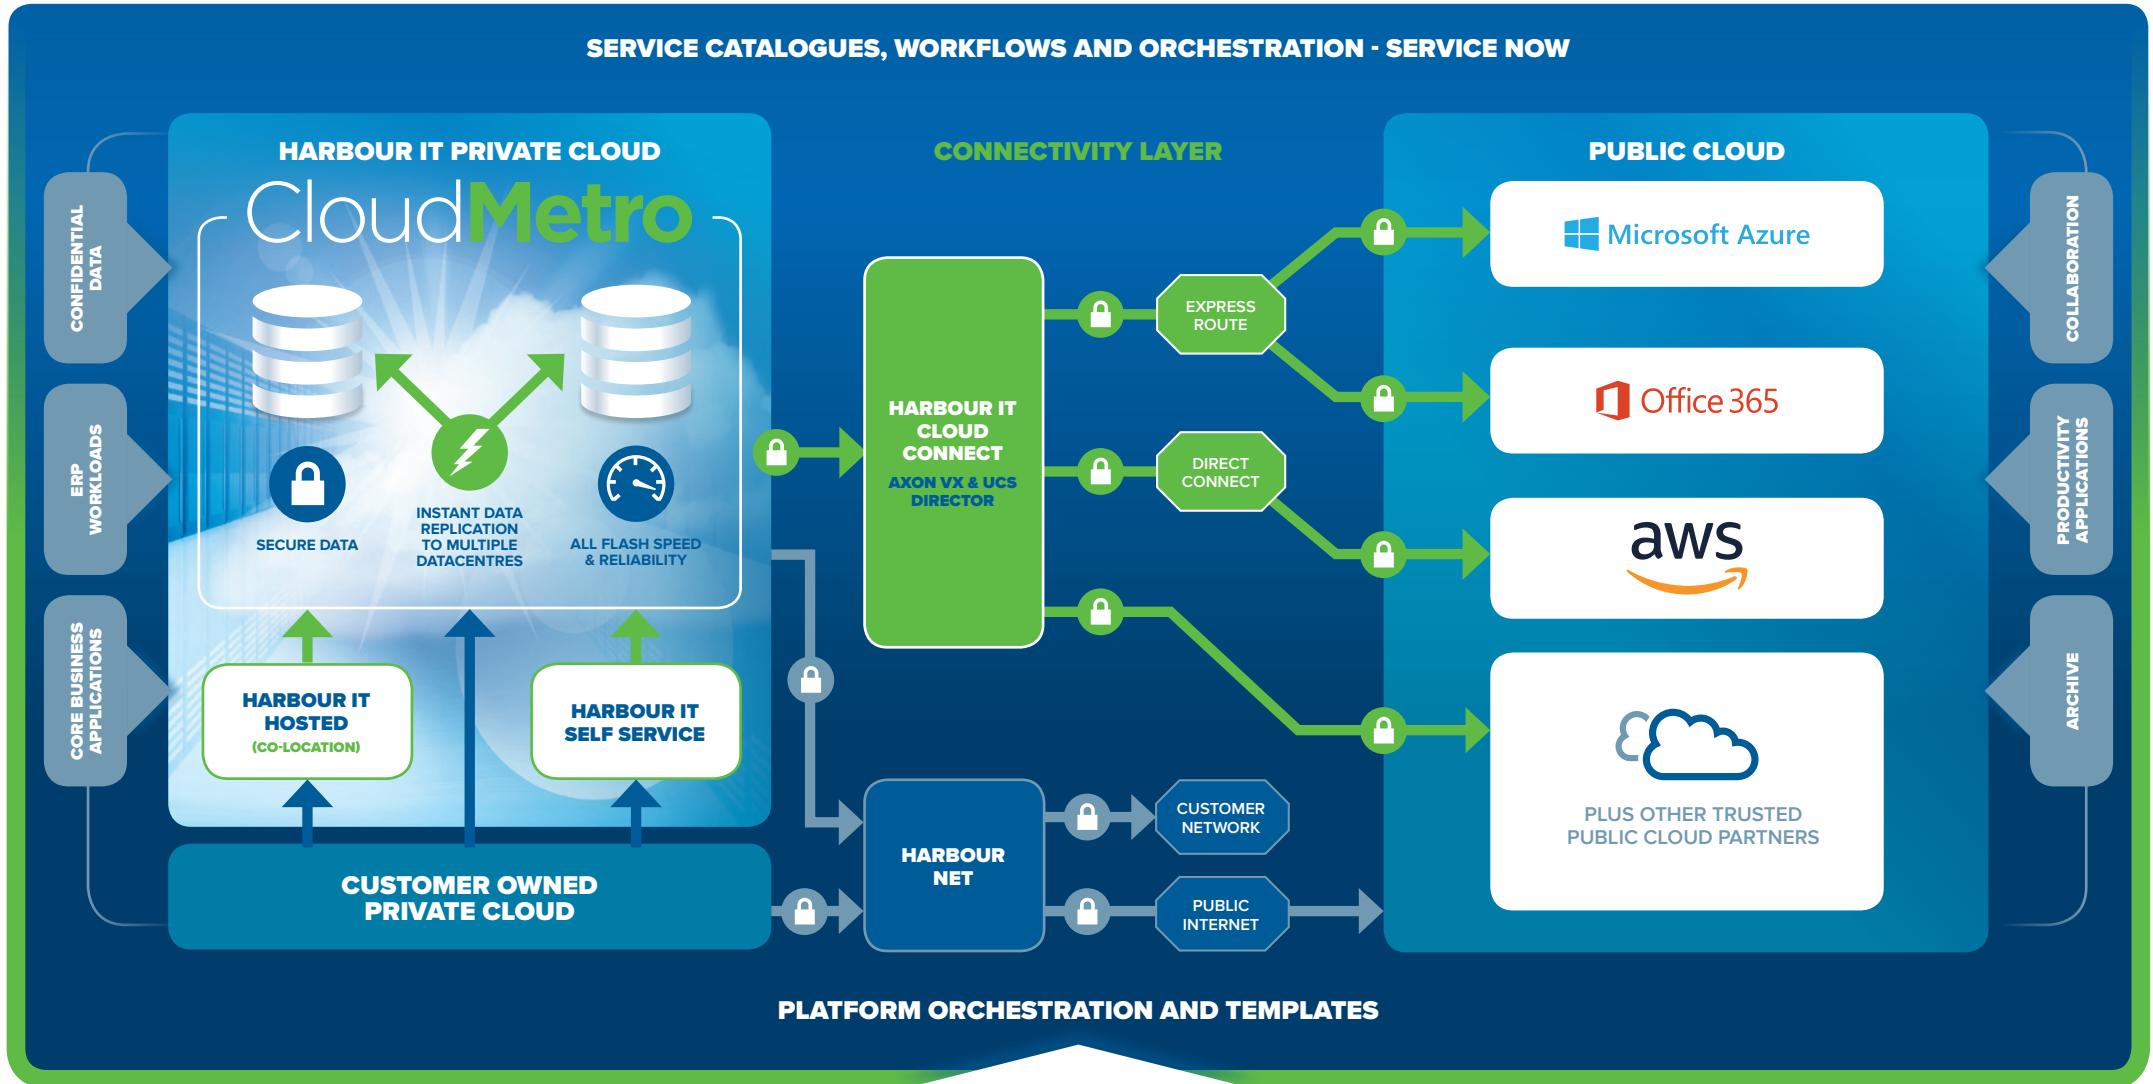 SERVICE CATALOGUES, WORKFLOWS AND ORCHESTRATION - SERVICE NOW
CONFIDENTIAL
DATA
ERP
WORKLOADS
CORE BUSINESS
APPLICATIONS
HARBOUR IT PRIVATE CLOUD
CloudMetro
SECURE DATA
INSTANT DATA
REPLICATION
TO MULTIPLE
DATACENTRES
ALL FLASH SPEED
& RELIABILITY
HARBOUR IT
HOSTED
(CO-LOCATION)
HARBOUR IT
SELF SERVICE
CUSTOMER OWNED
PRIVATE CLOUD
CONNECTIVITY LAYER
HARBOUR IT
CLOUD
CONNECT
AXON VX & UCS
DIRECTOR
EXPRESS
ROUTE
DIRECT
CONNECT
HARBOUR
NET
CUSTOMER
NETWORK
PUBLIC
INTERNET
PUBLIC CLOUD
Microsoft Azure
Office 365
aws
PLUS OTHER TRUSTED
PUBLIC CLOUD PARTNERS
COLLABORATION
PRODUCTIVITY
APPLICATIONS
ARCHIVE
PLATFORM ORCHESTRATION AND TEMPLATES